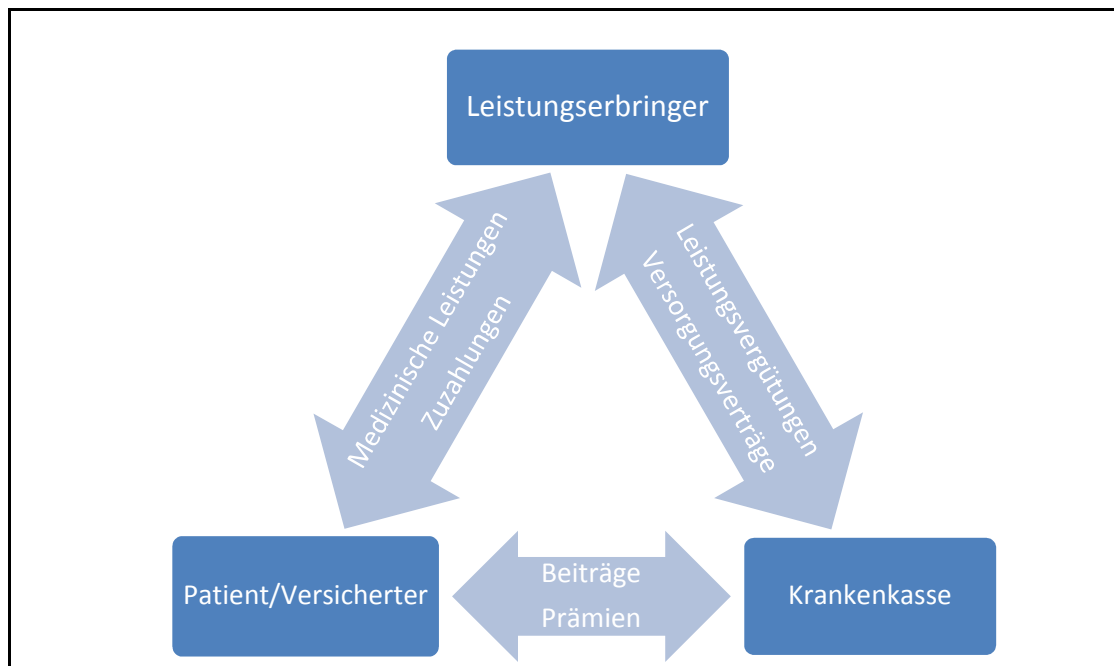 Leistungserbringer
Medizinische Leistungen
Zuzahlungen
Leistungsvergütungen
Versorgungsverträge
Patient/Versicherter
Beiträge
Prämien
Krankenkasse